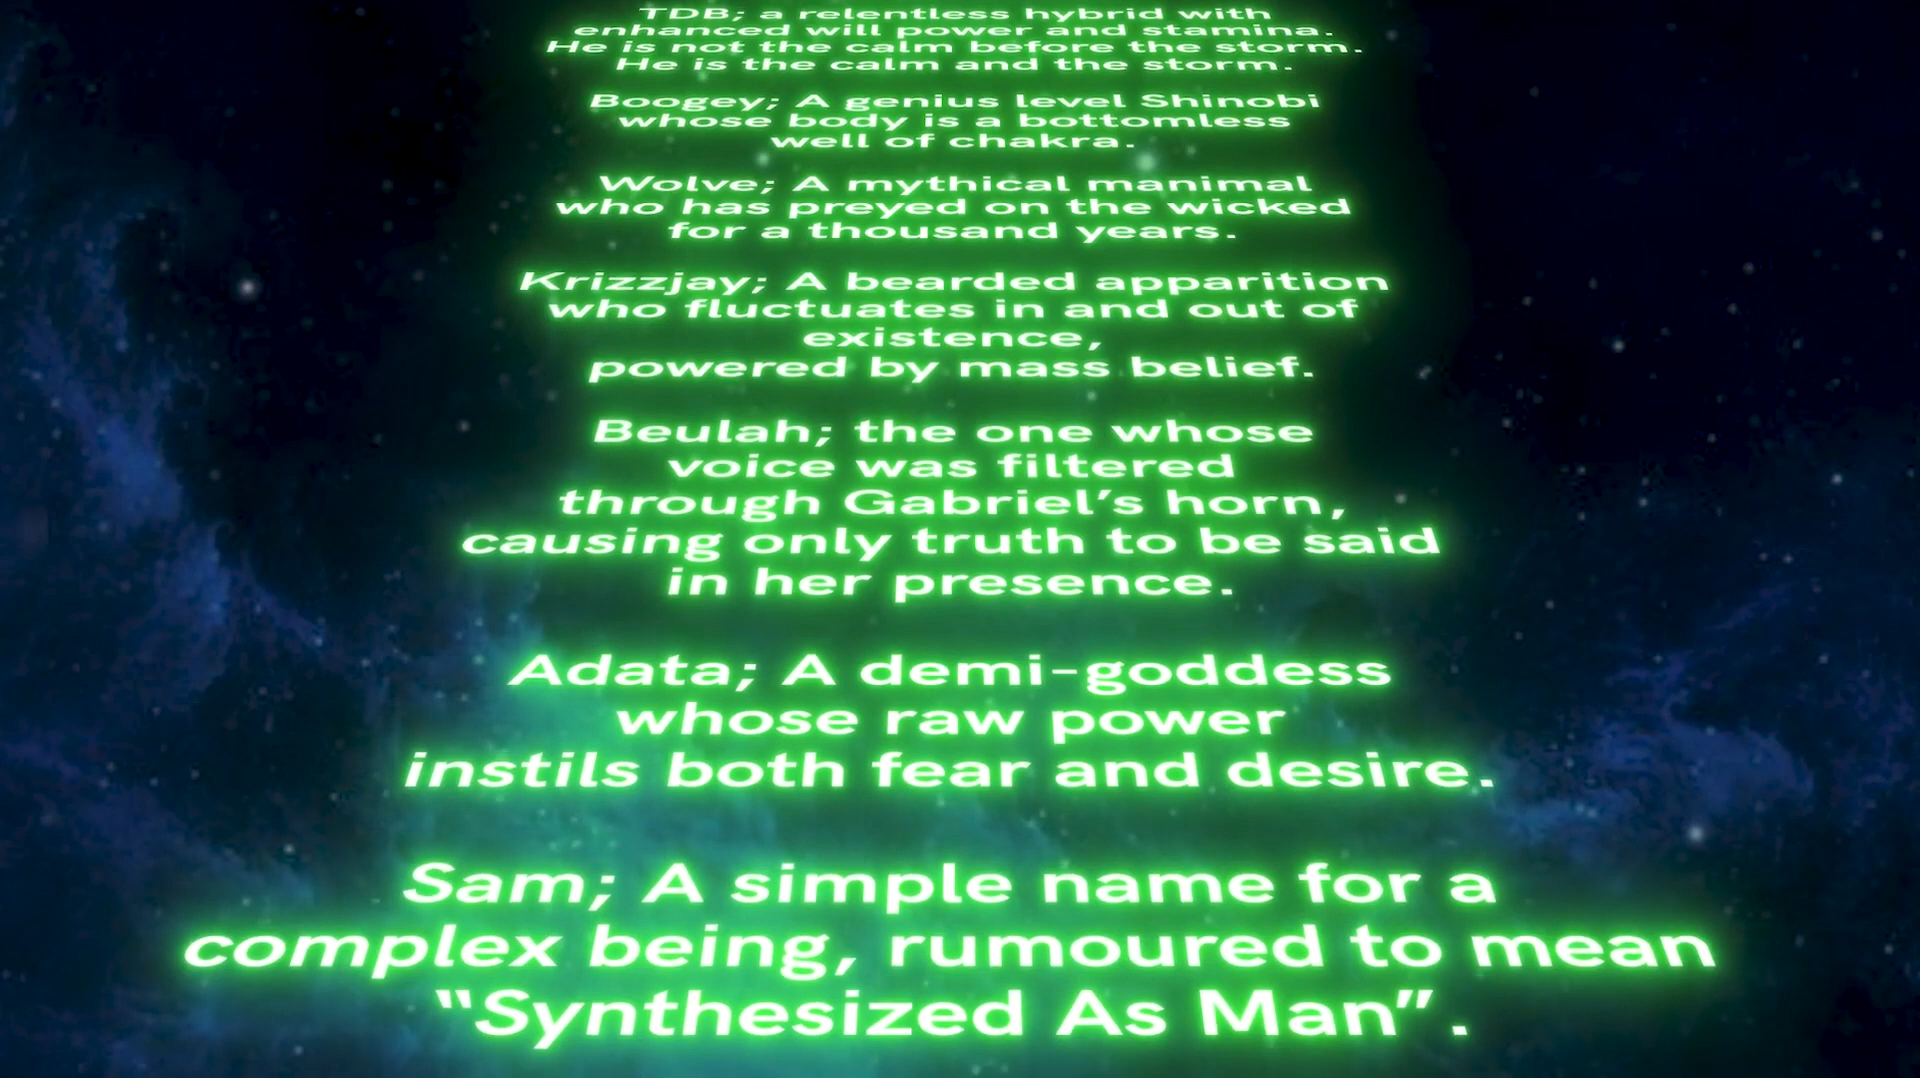 TDB; a relentless hybrid with
enhanced will power and stamina.
He is not the calm before the storm.
He is the calm and the storm.
Boogey; A genius level Shinobi
whose body is a bottomless
well of chakra.
Wolve; A mythical manimal
who has preyed on the wicked
for a thousand years.
Krizzjay; A bearded apparition
who fluctuates in and out of
existence,
powered by mass belief.
Beulah; the one whose
voice was filtered
through Gabriel's horn,
causing only truth to be said
in her presence.
Adata; A demi-goddess
whose raw power
instils both fear and desire.
Sam; A simple name for a
complex being, rumoured to mean
"Synthesized As Man".